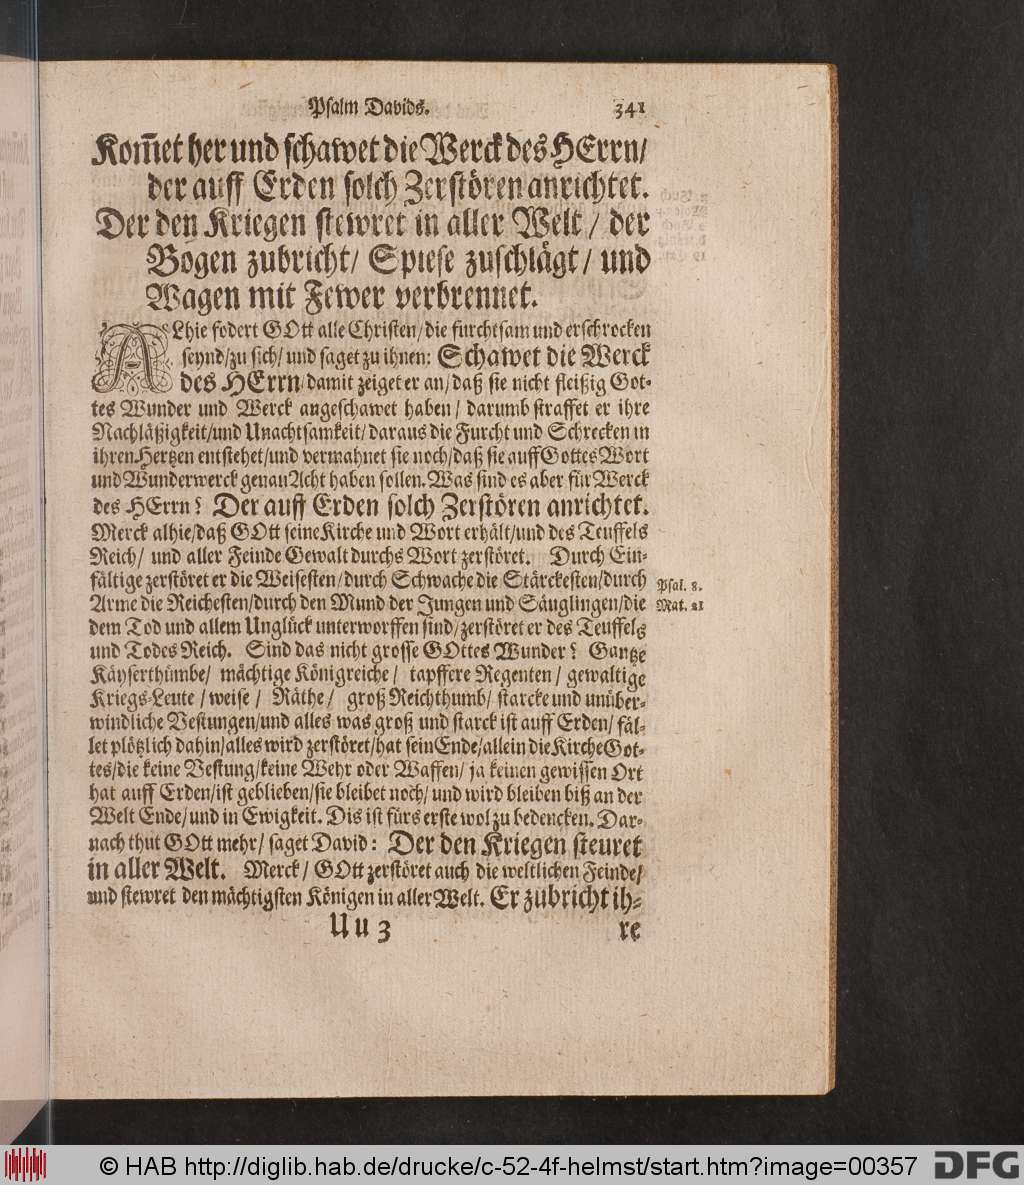 Psalm Davids. 341
Kom̃et her und schawet die Werck des HErrn/
der auff Erden solch Zerstören anrichtet.
Der den Kriegen stewret in aller Welt / der
Bogen zubricht/ Spiese zuschlägt/ und
Wagen mit Fewer verbrennet.
ALhie fodert GOtt alle Christen/ die furchtsam und erschrocken
seynd/zu sich/ und saget zu ihnen: Schawet die Werck
des HErrn/damit zeiget er an/ daß sie nicht fleißig Got-
tes Wunder und Werck angeschawet haben/ darumb straffet er ihre
Nachläßigkeit/und Unachtsamkeit/daraus die Furcht und Schrecken in
ihren Hertzen entstehet/und vermahnet sie noch/daß sie auff Gottes Wort
und Wunderwerck genau Acht haben sollen. Was sind es aber für Werck
des HErrn? Der auff Erden solch Zerstören anrichtet.
Merck alhie/daß GOtt seine Kirche und Wort erhält/und des Teuffels
Reich/ und aller Feinde Gewalt durchs Wort zerstöret. Durch Ein-
fältige zerstöret er die Weisesten/durch Schwache die Stärckesten/durch
Arme die Reichesten/durch den Mund der Jungen und Säuglingen/die
dem Tod und allem Unglück unterworffen sind/zerstöret er des Teuffels
und Todes Reich. Sind das nicht grosse GOttes Wunder? Gantze
Käyserthümbe/ mächtige Königreiche/ tapffere Regenten/ gewaltige
Kriegs-Leute / weise / Räthe/ groß Reichthumb/ starcke und unüber-
windliche Vestungen/und alles was groß und starck ist auff Erden/ fäl-
let plötzlich dahin/alles wird zerstöret/hat sein Ende/allein die Kirche Got-
tes/die keine Vestung/keine Wehr oder Waffen/ ja keinen gewissen Ort
hat auff Erden/ist geblieben/sie bleibet noch/ und wird bleiben biß an der
Welt Ende/und in Ewigkeit. Dis ist fürs erste wol zu bedencken. Dar-
nach thut GOtt mehr/ saget David: Der den Kriegen steuret
in aller Welt. Merck/ GOtt zerstöret auch die weltlichen Feinde/
und stewret den mächtigsten Königen in aller Welt. Er zubricht ih-
Uu 3 re
Psal. 8.
Mat. 21
© HAB http://diglib.hab.de/drucke/c-52-4f-helmst/start.htm?image=00357
DFG